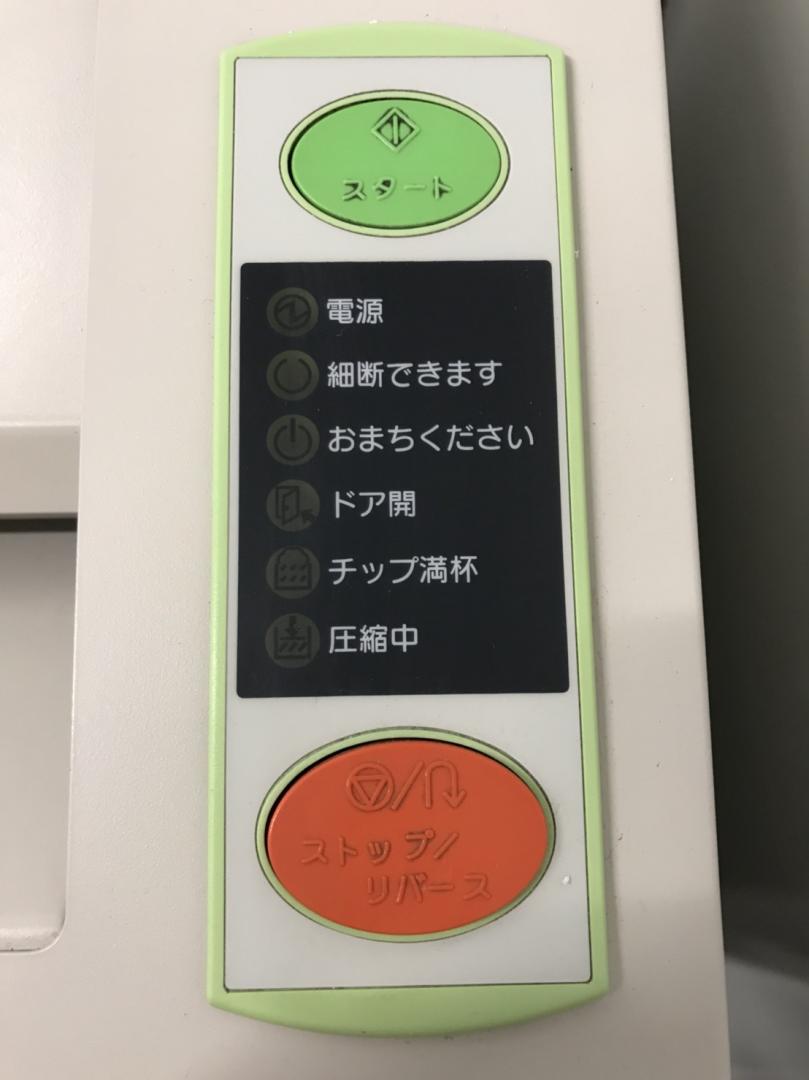 スタート
電源
細断できます
おまちください
ドア開
チップ満杯
圧縮中
ストップ/
リバース